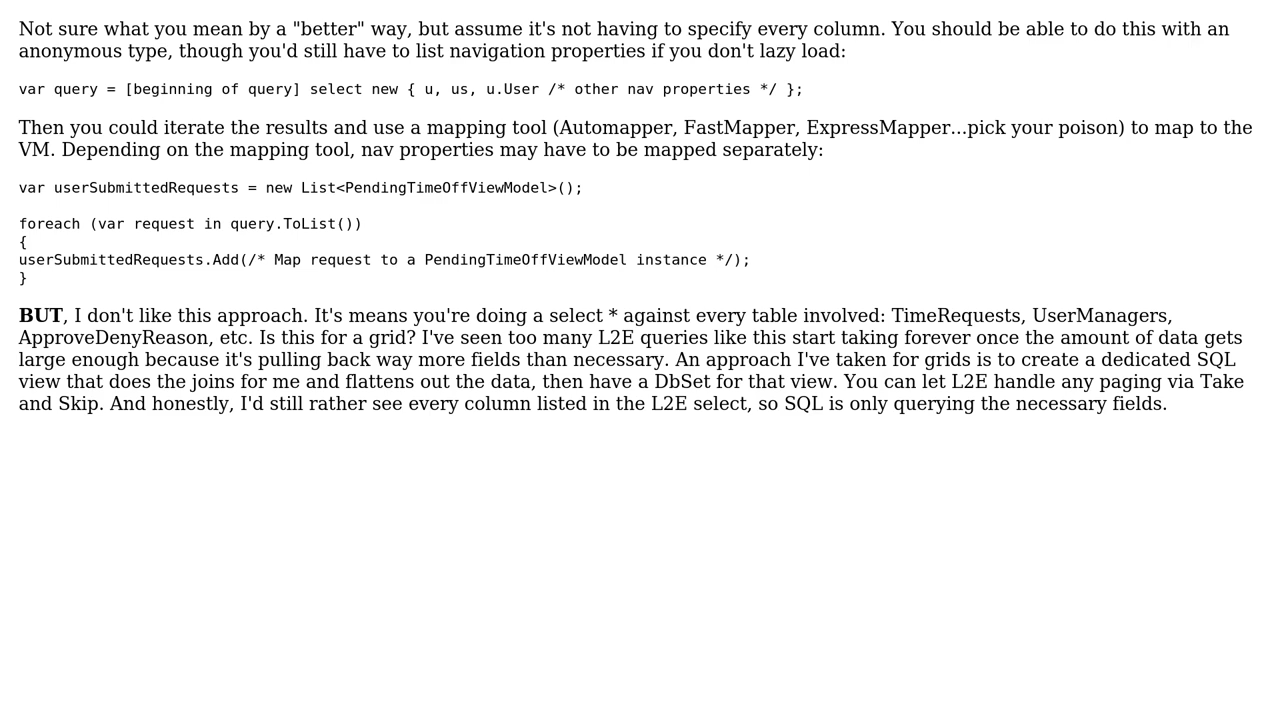 Not sure what you mean by a "better" way, but assume it's not having to specify every column. You should be able to do this with an
anonymous type, though you'd still have to list navigation properties if you don't lazy load:
var query = [beginning of query] select new { u, us, u.User /* other nav properties */ };
Then you could iterate the results and use a mapping tool (Automapper, FastMapper, ExpressMapper...pick your poison) to map to the
VM. Depending on the mapping tool, nav properties may have to be mapped separately:
var userSubmittedRequests = new List<PendingTimeOffViewModel>();
foreach (var request in query.ToList())
{
userSubmittedRequests.Add(/* Map request to a PendingTimeOffViewModel instance */);
}
BUT, I don't like this approach. It's means you're doing a select * against every table involved: TimeRequests, UserManagers,
ApproveDenyReason, etc. Is this for a grid? I've seen too many L2E queries like this start taking forever once the amount of data gets
large enough because it's pulling back way more fields than necessary. An approach I've taken for grids is to create a dedicated SQL
view that does the joins for me and flattens out the data, then have a DbSet for that view. You can let L2E handle any paging via Take
and Skip. And honestly, I'd still rather see every column listed in the L2E select, so SQL is only querying the necessary fields.